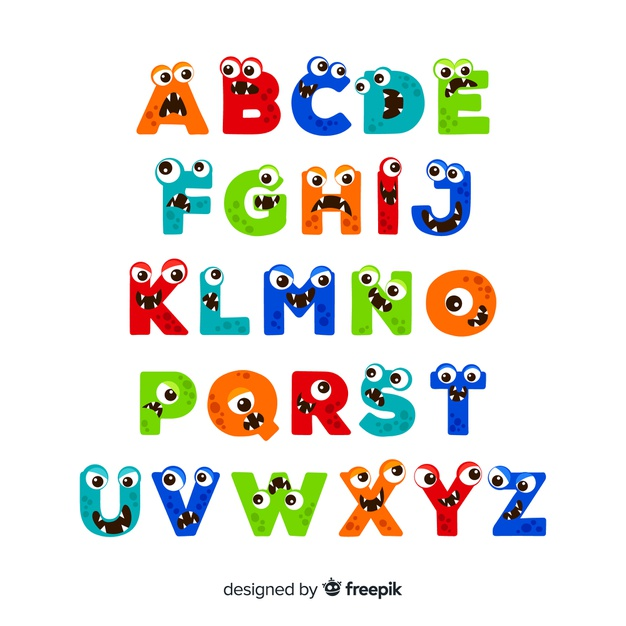 ABCDE
FGHIJ
KLMNO
PQRST
UVWXYZ
designed by freepik